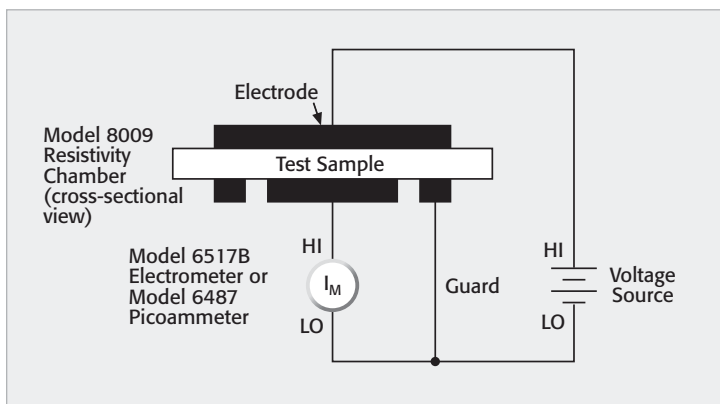 Electrode
Model 8009
Resistivity
Chamber
(cross-sectional
view)
Test Sample
Model 6517B
Electrometer or
Model 6487
Picoammeter
HI
IM
LO
Guard
HI
LO
Voltage
Source